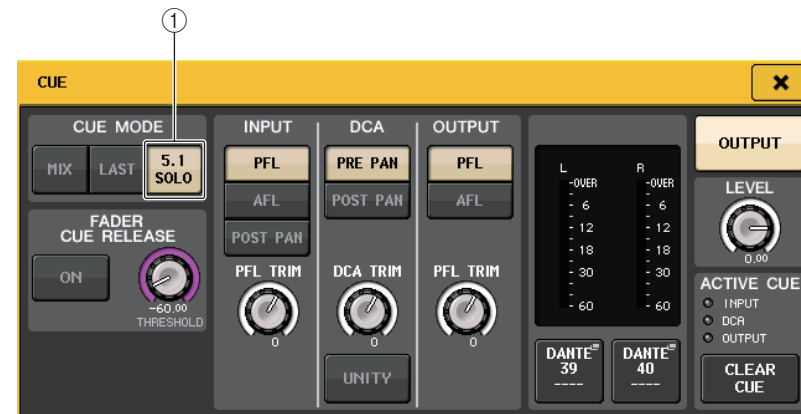 1
CUE
CUE MODE
MIX
LAST
5.1
SOLO
FADER
CUE RELEASE
ON
-60.00
THRESHOLD
INPUT
PFL
AFL
POST PAN
PFL TRIM
0
DCA
PRE PAN
POST PAN
DCA TRIM
0
UNITY
OUTPUT
PFL
AFL
PFL TRIM
0
L R
-OVER -OVER
- 6 - 6
- 12 - 12
- 18 - 18
- 30 - 30
- 60 - 60
DANTE
39
----
DANTE
40
----
OUTPUT
LEVEL
0.00
ACTIVE CUE
INPUT
DCA
OUTPUT
CLEAR
CUE